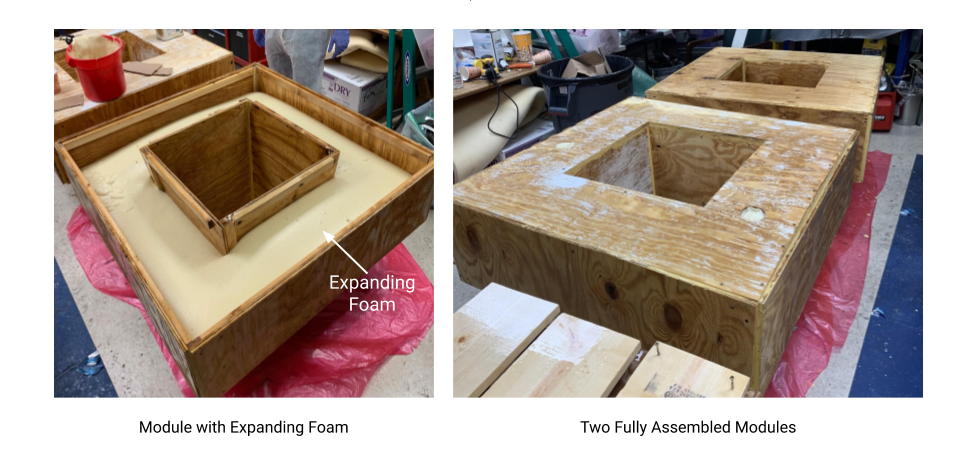 DRY
Expanding
Foam
Module with Expanding Foam
Two Fully Assembled Modules